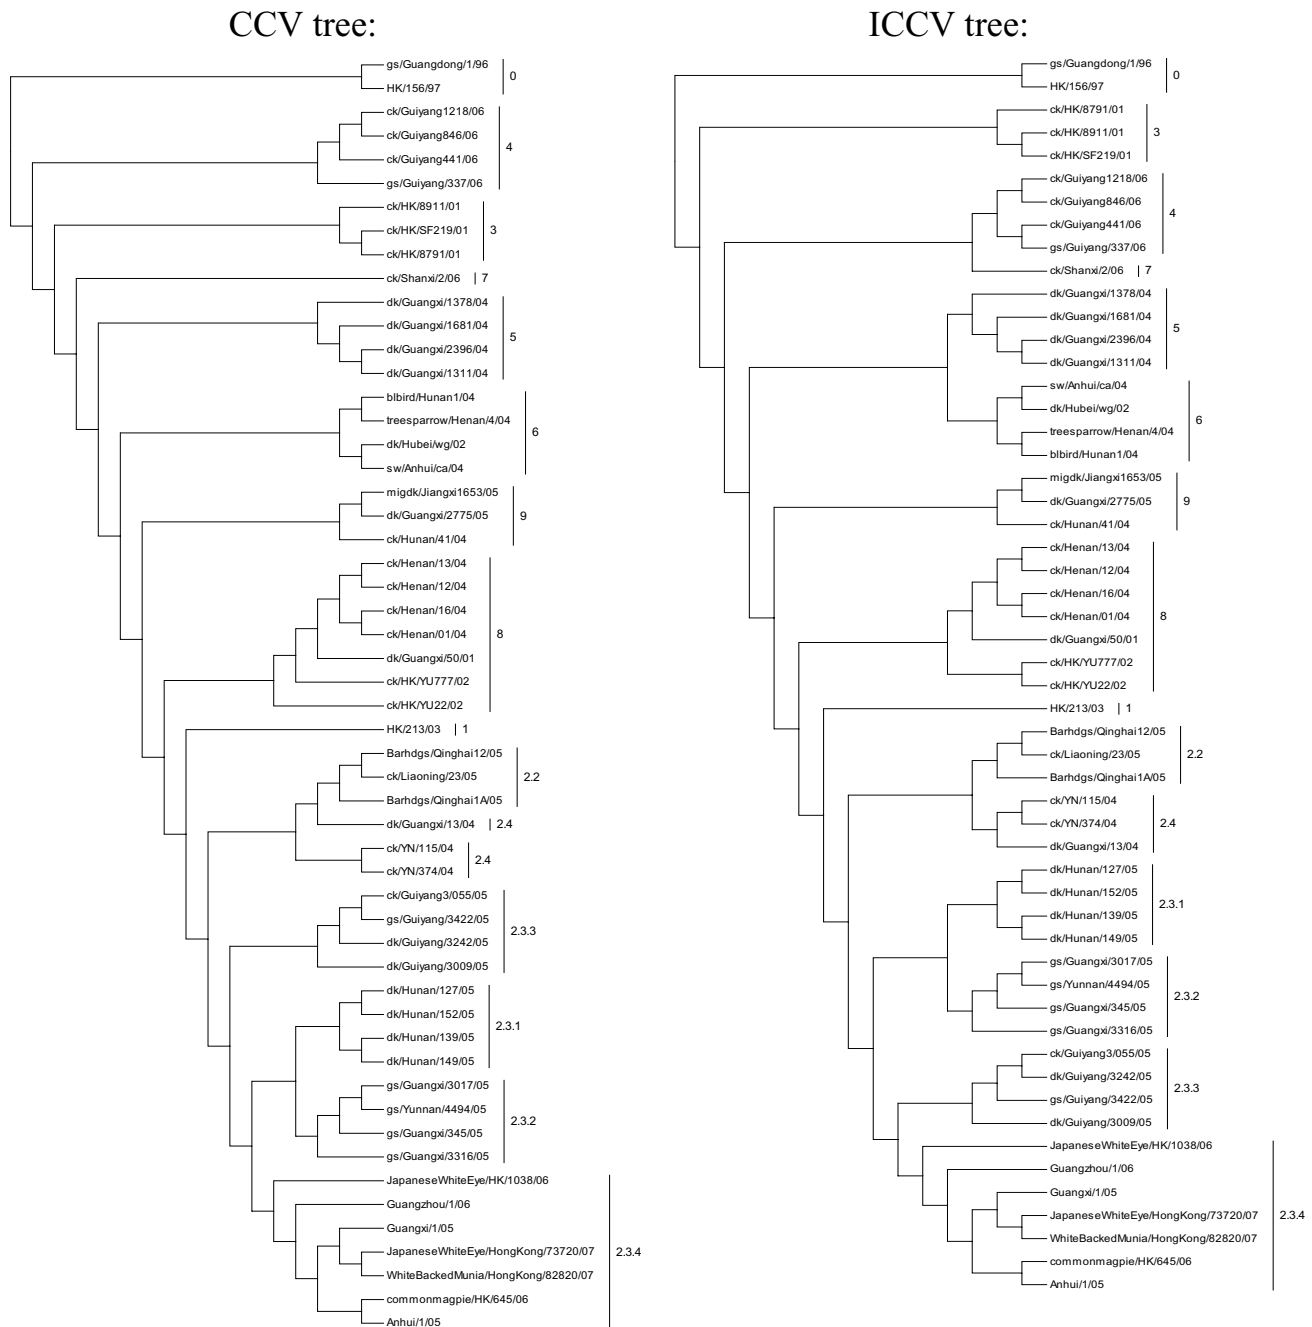 CCV tree:
gs/Guangdong/1/96
0
HK/156/97
ck/Guiyang1218/06
ck/Guiyang846/06
4
ck/Guiyang441/06
gs/Guiyang/337/06
ck/HK/8911/01
ck/HK/SF219/01
3
ck/HK/8791/01
ck/Shanxi/2/06
7
dk/Guangxi/1378/04
dk/Guangxi/1681/04
5
dk/Guangxi/2396/04
dk/Guangxi/1311/04
blbird/Hunan1/04
treesparrow/Henan/4/04
6
dk/Hubei/wg/02
sw/Anhui/ca/04
migdk/Jiangxi1653/05
dk/Guangxi/2775/05
9
ck/Hunan/41/04
ck/Henan/13/04
ck/Henan/12/04
ck/Henan/16/04
ck/Henan/01/04
8
dk/Guangxi/50/01
ck/HK/YU777/02
ck/HK/YU22/02
HK/213/03
1
Barhdgs/Qinghai12/05
ck/Liaoning/23/05
2.2
Barhdgs/Qinghai1A/05
dk/Guangxi/13/04
2.4
ck/YN/115/04
2.4
ck/YN/374/04
ck/Guiyang3/055/05
gs/Guiyang/3422/05
2.3.3
dk/Guiyang/3242/05
dk/Guiyang/3009/05
dk/Hunan/127/05
dk/Hunan/152/05
2.3.1
dk/Hunan/139/05
dk/Hunan/149/05
gs/Guangxi/3017/05
gs/Yunnan/4494/05
2.3.2
gs/Guangxi/345/05
gs/Guangxi/3316/05
JapaneseWhiteEye/HK/1038/06
Guangzhou/1/06
Guangxi/1/05
JapaneseWhiteEye/HongKong/73720/07
2.3.4
WhiteBackedMunia/HongKong/82820/07
commonmagpie/HK/645/06
Anhui/1/05
ICCV tree:
gs/Guangdong/1/96
0
HK/156/97
ck/HK/8791/01
ck/HK/8911/01
3
ck/HK/SF219/01
ck/Guiyang1218/06
ck/Guiyang846/06
4
ck/Guiyang441/06
gs/Guiyang/337/06
ck/Shanxi/2/06
7
dk/Guangxi/1378/04
dk/Guangxi/1681/04
5
dk/Guangxi/2396/04
dk/Guangxi/1311/04
sw/Anhui/ca/04
dk/Hubei/wg/02
6
treesparrow/Henan/4/04
blbird/Hunan1/04
migdk/Jiangxi1653/05
dk/Guangxi/2775/05
9
ck/Hunan/41/04
ck/Henan/13/04
ck/Henan/12/04
ck/Henan/16/04
ck/Henan/01/04
8
dk/Guangxi/50/01
ck/HK/YU777/02
ck/HK/YU22/02
HK/213/03
1
Barhdgs/Qinghai12/05
ck/Liaoning/23/05
2.2
Barhdgs/Qinghai1A/05
ck/YN/115/04
ck/YN/374/04
2.4
dk/Guangxi/13/04
dk/Hunan/127/05
dk/Hunan/152/05
2.3.1
dk/Hunan/139/05
dk/Hunan/149/05
gs/Guangxi/3017/05
gs/Yunnan/4494/05
2.3.2
gs/Guangxi/345/05
gs/Guangxi/3316/05
ck/Guiyang3/055/05
dk/Guiyang/3242/05
2.3.3
gs/Guiyang/3422/05
dk/Guiyang/3009/05
JapaneseWhiteEye/HK/1038/06
Guangzhou/1/06
Guangxi/1/05
JapaneseWhiteEye/HongKong/73720/07
2.3.4
WhiteBackedMunia/HongKong/82820/07
commonmagpie/HK/645/06
Anhui/1/05